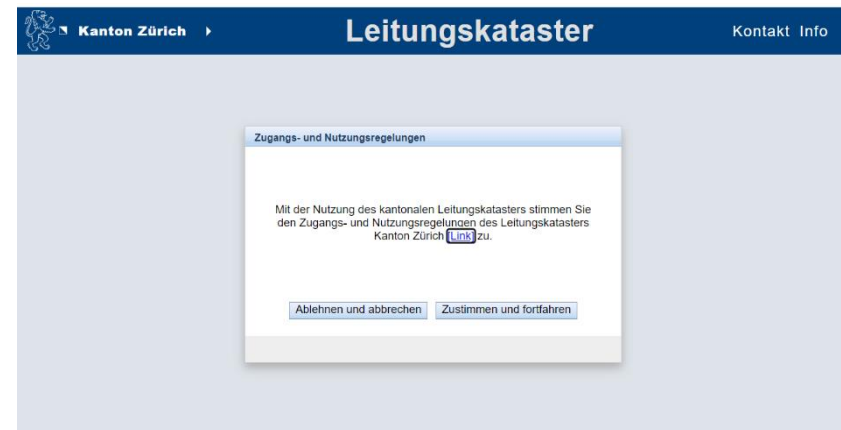 Kanton Zürich
Leitungskataster
Kontakt Info
Zugangs- und Nutzungsregelungen
Mit der Nutzung des kantonalen Leitungskatasters stimmen Sie
den Zugangs- und Nutzungsregelungen des Leitungskatasters
Kanton Zürich [Link] zu.
Ablehnen und abbrechen
Zustimmen und fortfahren